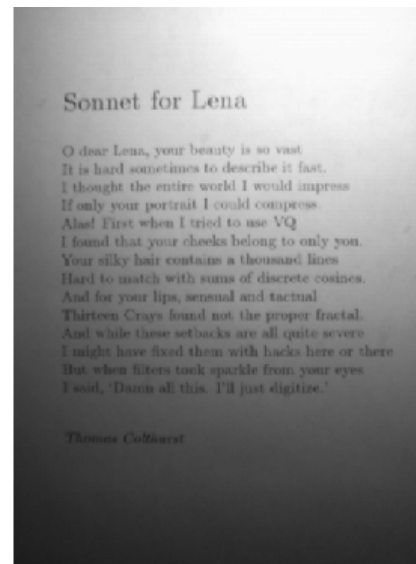 Sonnet for Lena
O dear Lena, your beauty is so vast
It is hard sometimes to describe it fast.
I thought the entire world I would impress
If only your portrait I could compress.
Alas! First when I tried to use VQ
I found that your cheeks belong to only you.
Your silky hair contains a thousand lines
Hard to match with sums of discrete cosines.
And for your lips, sensual and tactual
Thirteen Crays found not the proper fractal.
And while these setbacks are all quite severe
I might have fixed them with hacks here or there
But when filters took sparkle from your eyes
I said, 'Damn all this. I'll just digitize.'
Thomas Colthurst